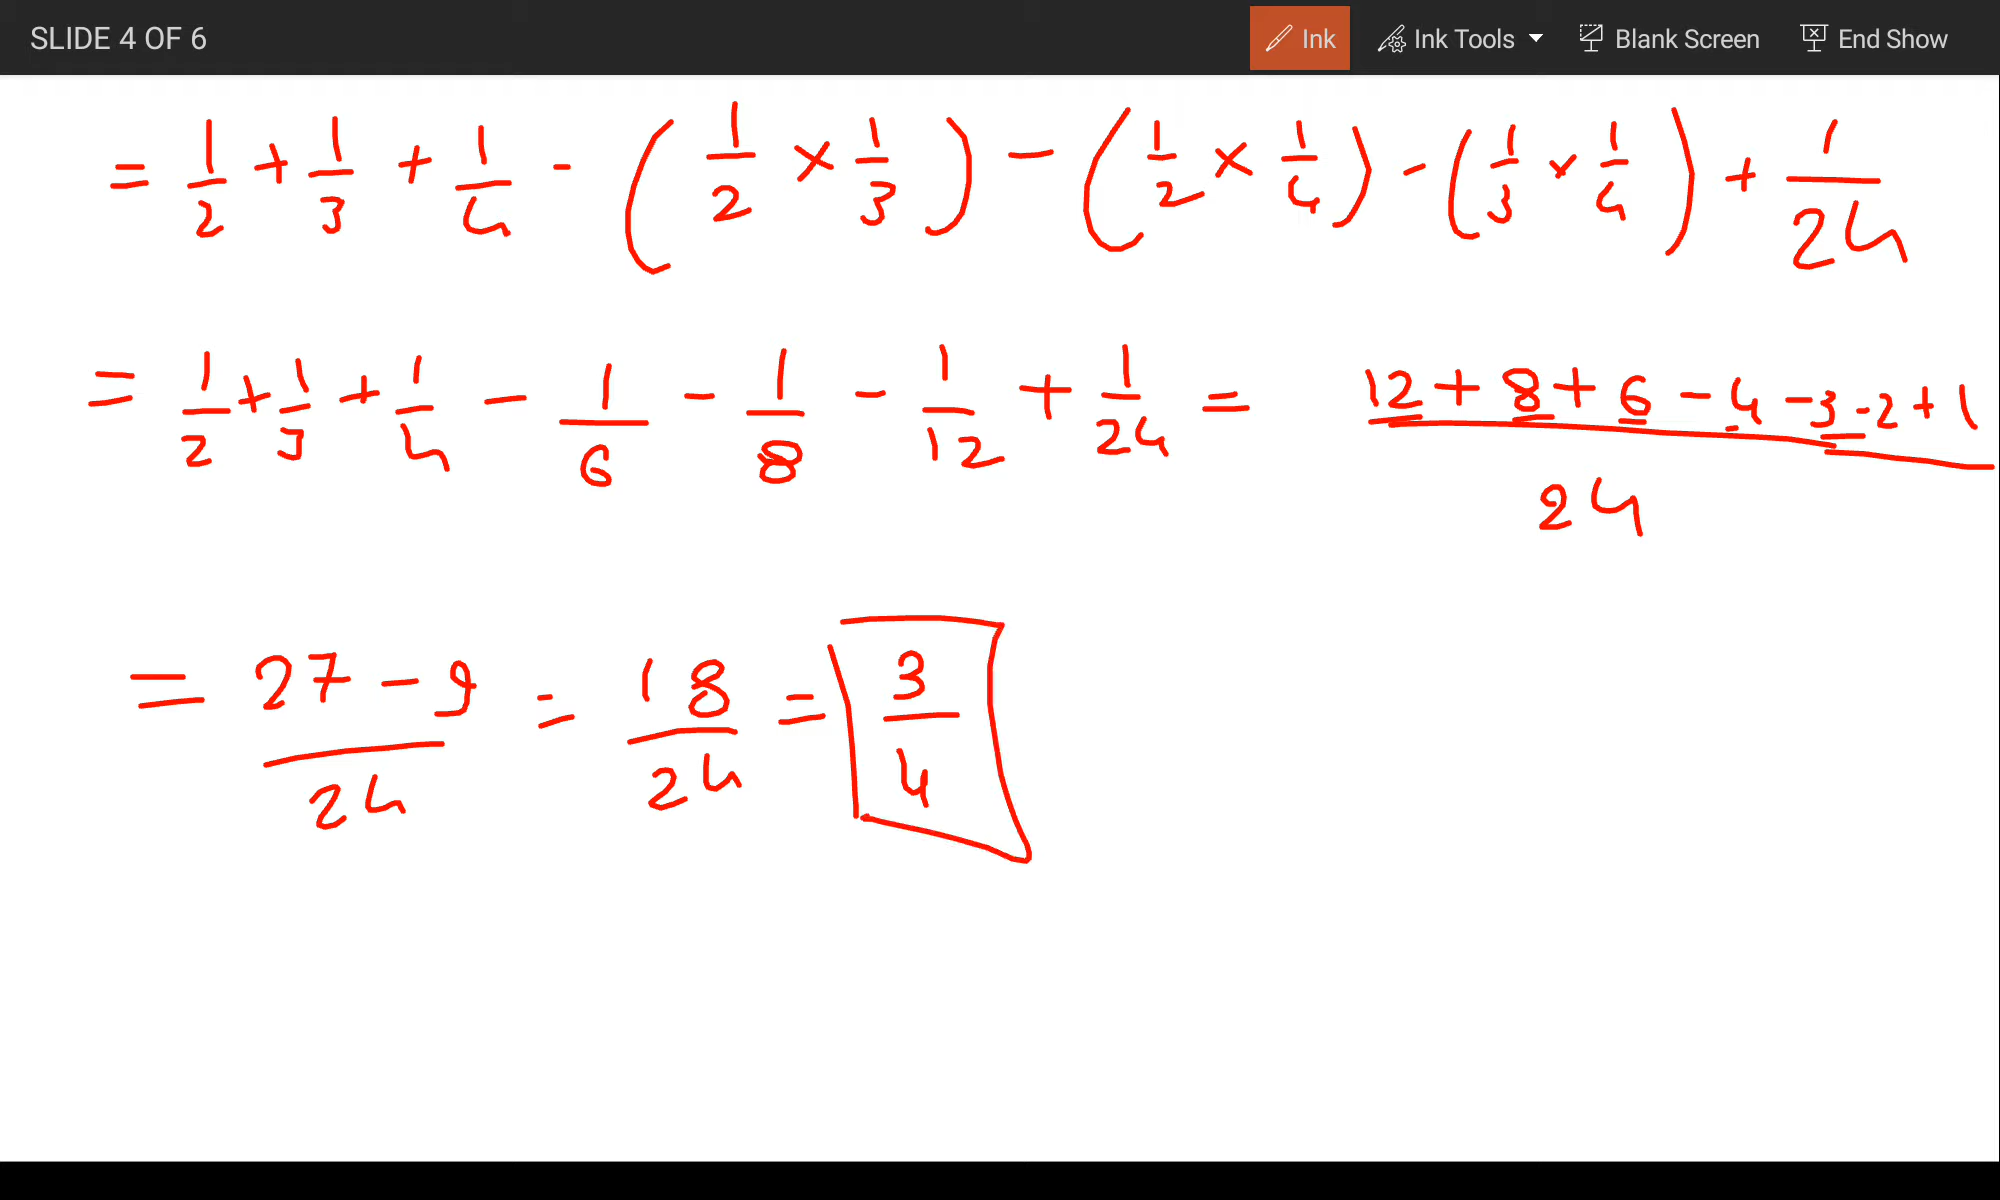 SLIDE 4 OF 6 Ink Ink Tools Blank Screen End Show
= 1/2 + 1/3 + 1/4 - (1/2 × 1/3) - (1/2 × 1/4) - (1/3 × 1/4) + 1/24
= 1/2 + 1/3 + 1/4 - 1/6 - 1/8 - 1/12 + 1/24 = (12 + 8 + 6 - 4 - 3 - 2 + 1)/24
= (27 - 9)/24 = 18/24 = 3/4